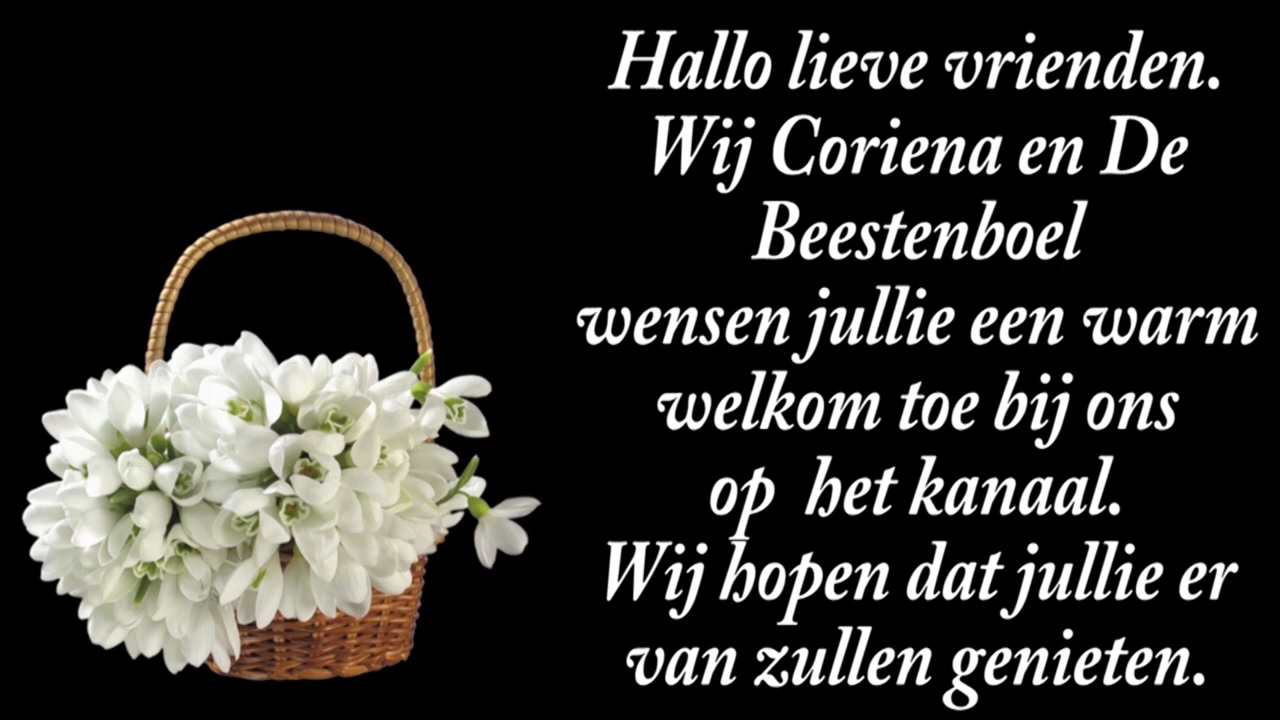 Hallo lieve vrienden.
Wij Coriena en De
Beestenboel
wensen jullie een warm
welkom toe bij ons
op het kanaal.
Wij hopen dat jullie er
van zullen genieten.